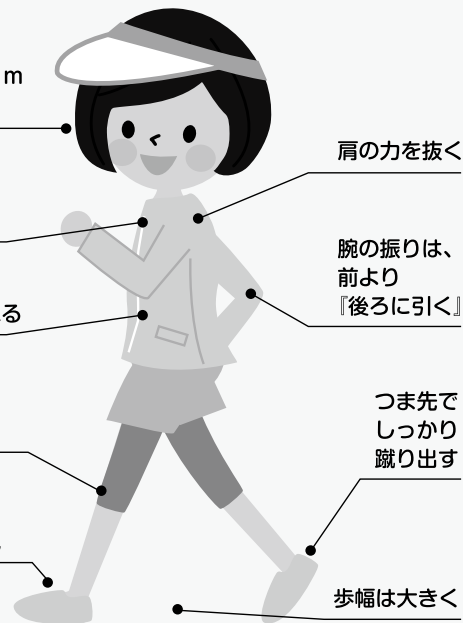 m
肩の力を抜く
腕の振りは、
前より
『後ろに引く』
る
つま先で
しっかり
蹴り出す
歩幅は大きく